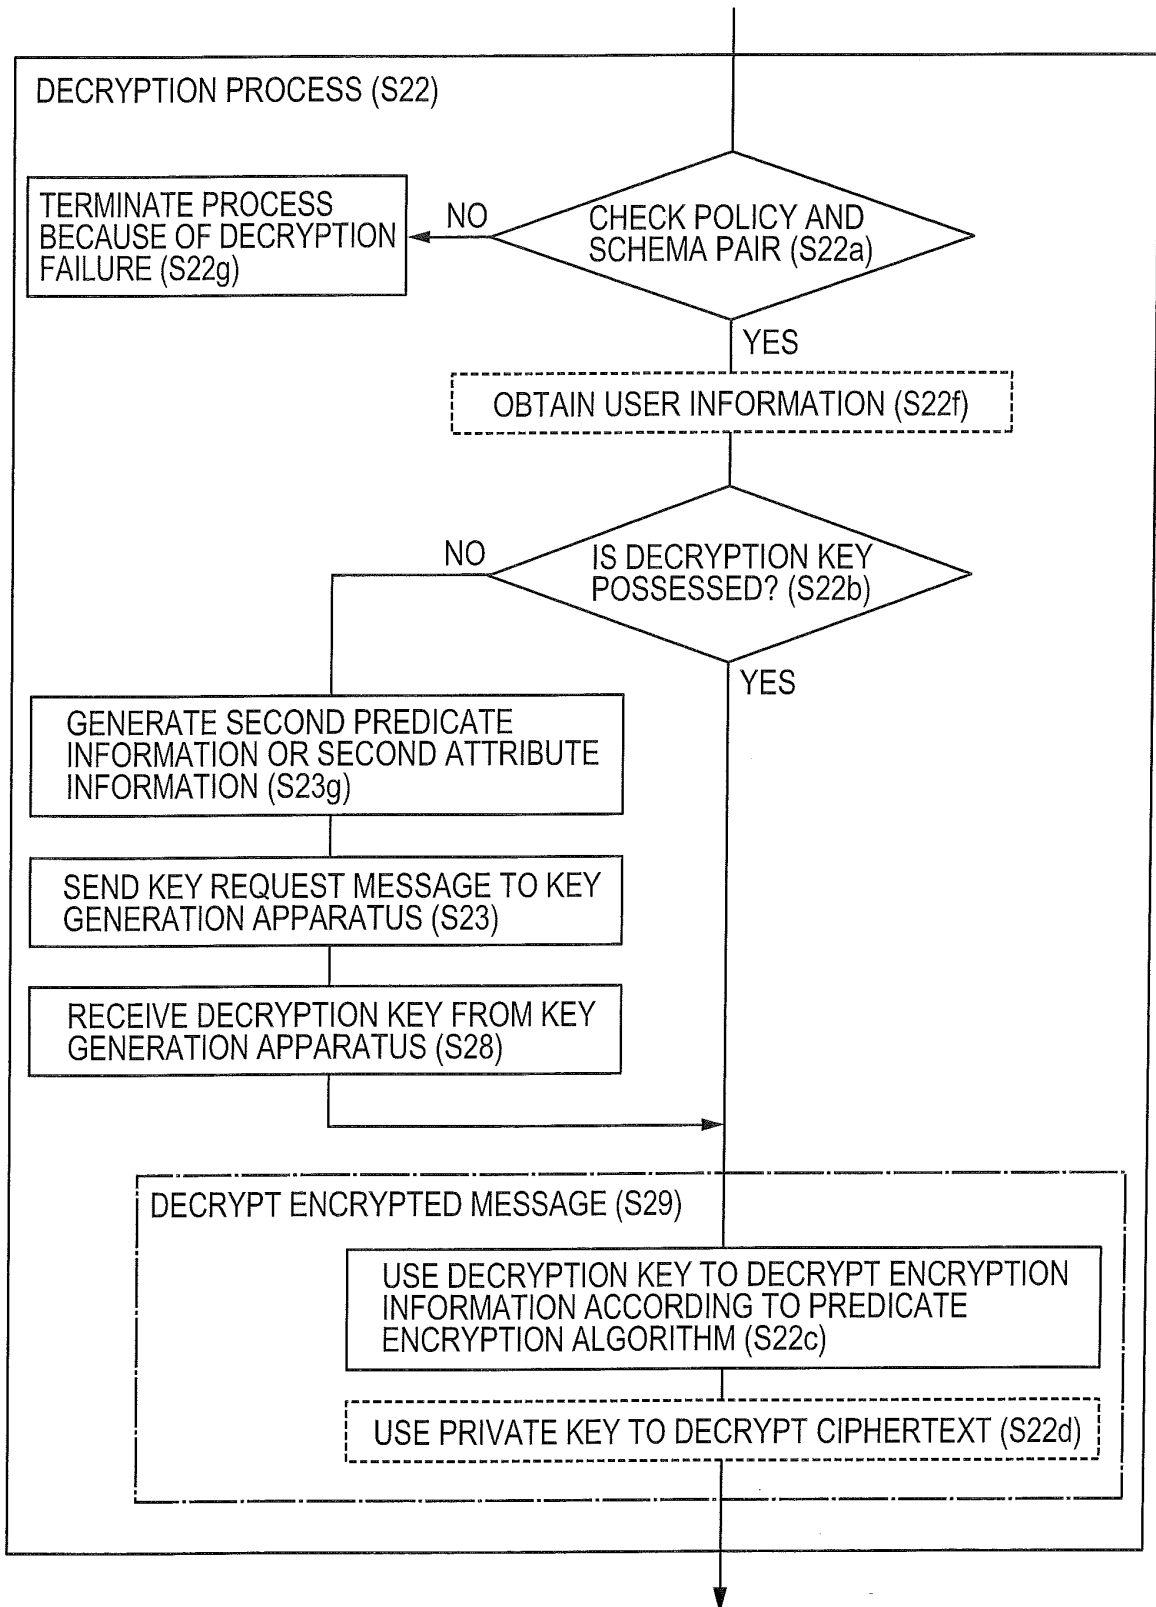 DECRYPTION PROCESS (S22)
TERMINATE PROCESS
BECAUSE OF DECRYPTION
FAILURE (S22g)
NO
CHECK POLICY AND
SCHEMA PAIR (S22a)
YES
OBTAIN USER INFORMATION (S22f)
NO
IS DECRYPTION KEY
POSSESSED? (S22b)
YES
GENERATE SECOND PREDICATE
INFORMATION OR SECOND ATTRIBUTE
INFORMATION (S23g)
SEND KEY REQUEST MESSAGE TO KEY
GENERATION APPARATUS (S23)
RECEIVE DECRYPTION KEY FROM KEY
GENERATION APPARATUS (S28)
DECRYPT ENCRYPTED MESSAGE (S29)
USE DECRYPTION KEY TO DECRYPT ENCRYPTION
INFORMATION ACCORDING TO PREDICATE
ENCRYPTION ALGORITHM (S22c)
USE PRIVATE KEY TO DECRYPT CIPHERTEXT (S22d)